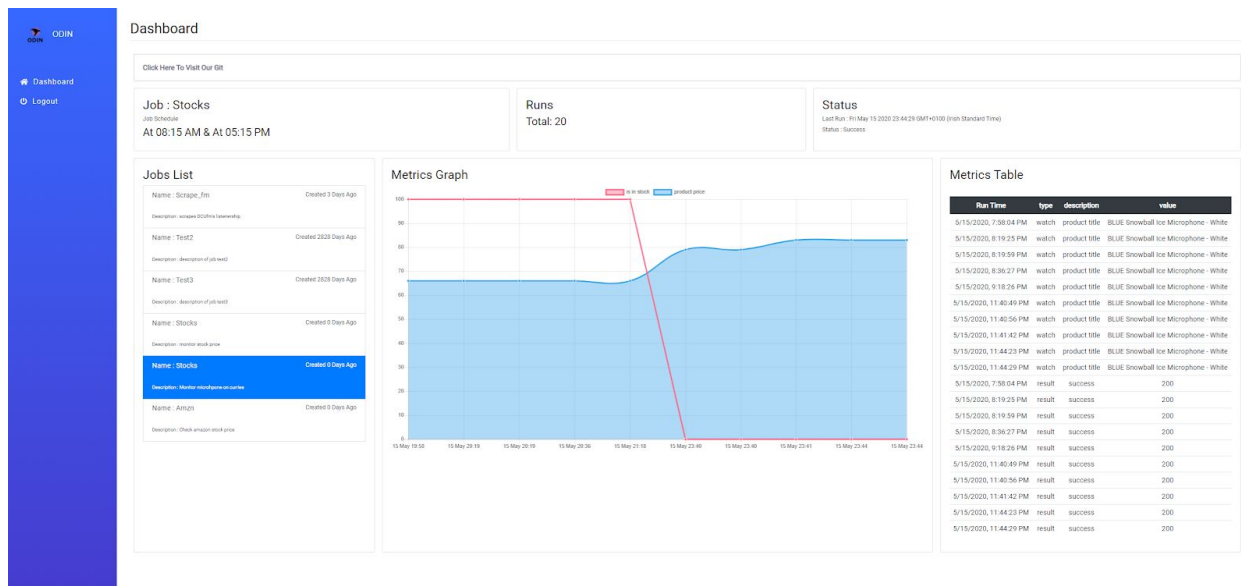 ODIN
ODIN
Dashboard
Logout
Dashboard
Click Here To Visit Our Git
Job : Stocks
Job Schedule
At 08:15 AM & At 05:15 PM
Runs
Total: 20
Status
Last Run : Fri May 15 2020 23:44:29 GMT+0100 (Irish Standard Time)
Status : Success
Jobs List
Name : Scrape_fm Created 3 Days Ago
Description : scrapes listenership
Name : Test2 Created 2828 Days Ago
Description : description of job test2
Name : Test3 Created 2828 Days Ago
Description : description of job test3
Name : Stocks Created 0 Days Ago
Description : monitor stock price
Name : Stocks Created 0 Days Ago
Description : Monitor microhpone on curries
Name : Amzn Created 0 Days Ago
Description : Check amazon stock price
Metrics Graph
is in stock product price
100
90
80
70
60
50
40
30
20
10
0
15 May 19:58 15 May 20:19 15 May 20:19 15 May 20:36 15 May 21:18 15 May 23:40 15 May 23:40 15 May 23:41 15 May 23:44 15 May 23:44
Metrics Table
Run Time type description value
5/15/2020, 7:58:04 PM watch product title BLUE Snowball Ice Microphone - White
5/15/2020, 8:19:25 PM watch product title BLUE Snowball Ice Microphone - White
5/15/2020, 8:19:59 PM watch product title BLUE Snowball Ice Microphone - White
5/15/2020, 8:36:27 PM watch product title BLUE Snowball Ice Microphone - White
5/15/2020, 9:18:26 PM watch product title BLUE Snowball Ice Microphone - White
5/15/2020, 11:40:49 PM watch product title BLUE Snowball Ice Microphone - White
5/15/2020, 11:40:56 PM watch product title BLUE Snowball Ice Microphone - White
5/15/2020, 11:41:42 PM watch product title BLUE Snowball Ice Microphone - White
5/15/2020, 11:44:23 PM watch product title BLUE Snowball Ice Microphone - White
5/15/2020, 11:44:29 PM watch product title BLUE Snowball Ice Microphone - White
5/15/2020, 7:58:04 PM result success 200
5/15/2020, 8:19:25 PM result success 200
5/15/2020, 8:19:59 PM result success 200
5/15/2020, 8:36:27 PM result success 200
5/15/2020, 9:18:26 PM result success 200
5/15/2020, 11:40:49 PM result success 200
5/15/2020, 11:40:56 PM result success 200
5/15/2020, 11:41:42 PM result success 200
5/15/2020, 11:44:23 PM result success 200
5/15/2020, 11:44:29 PM result success 200